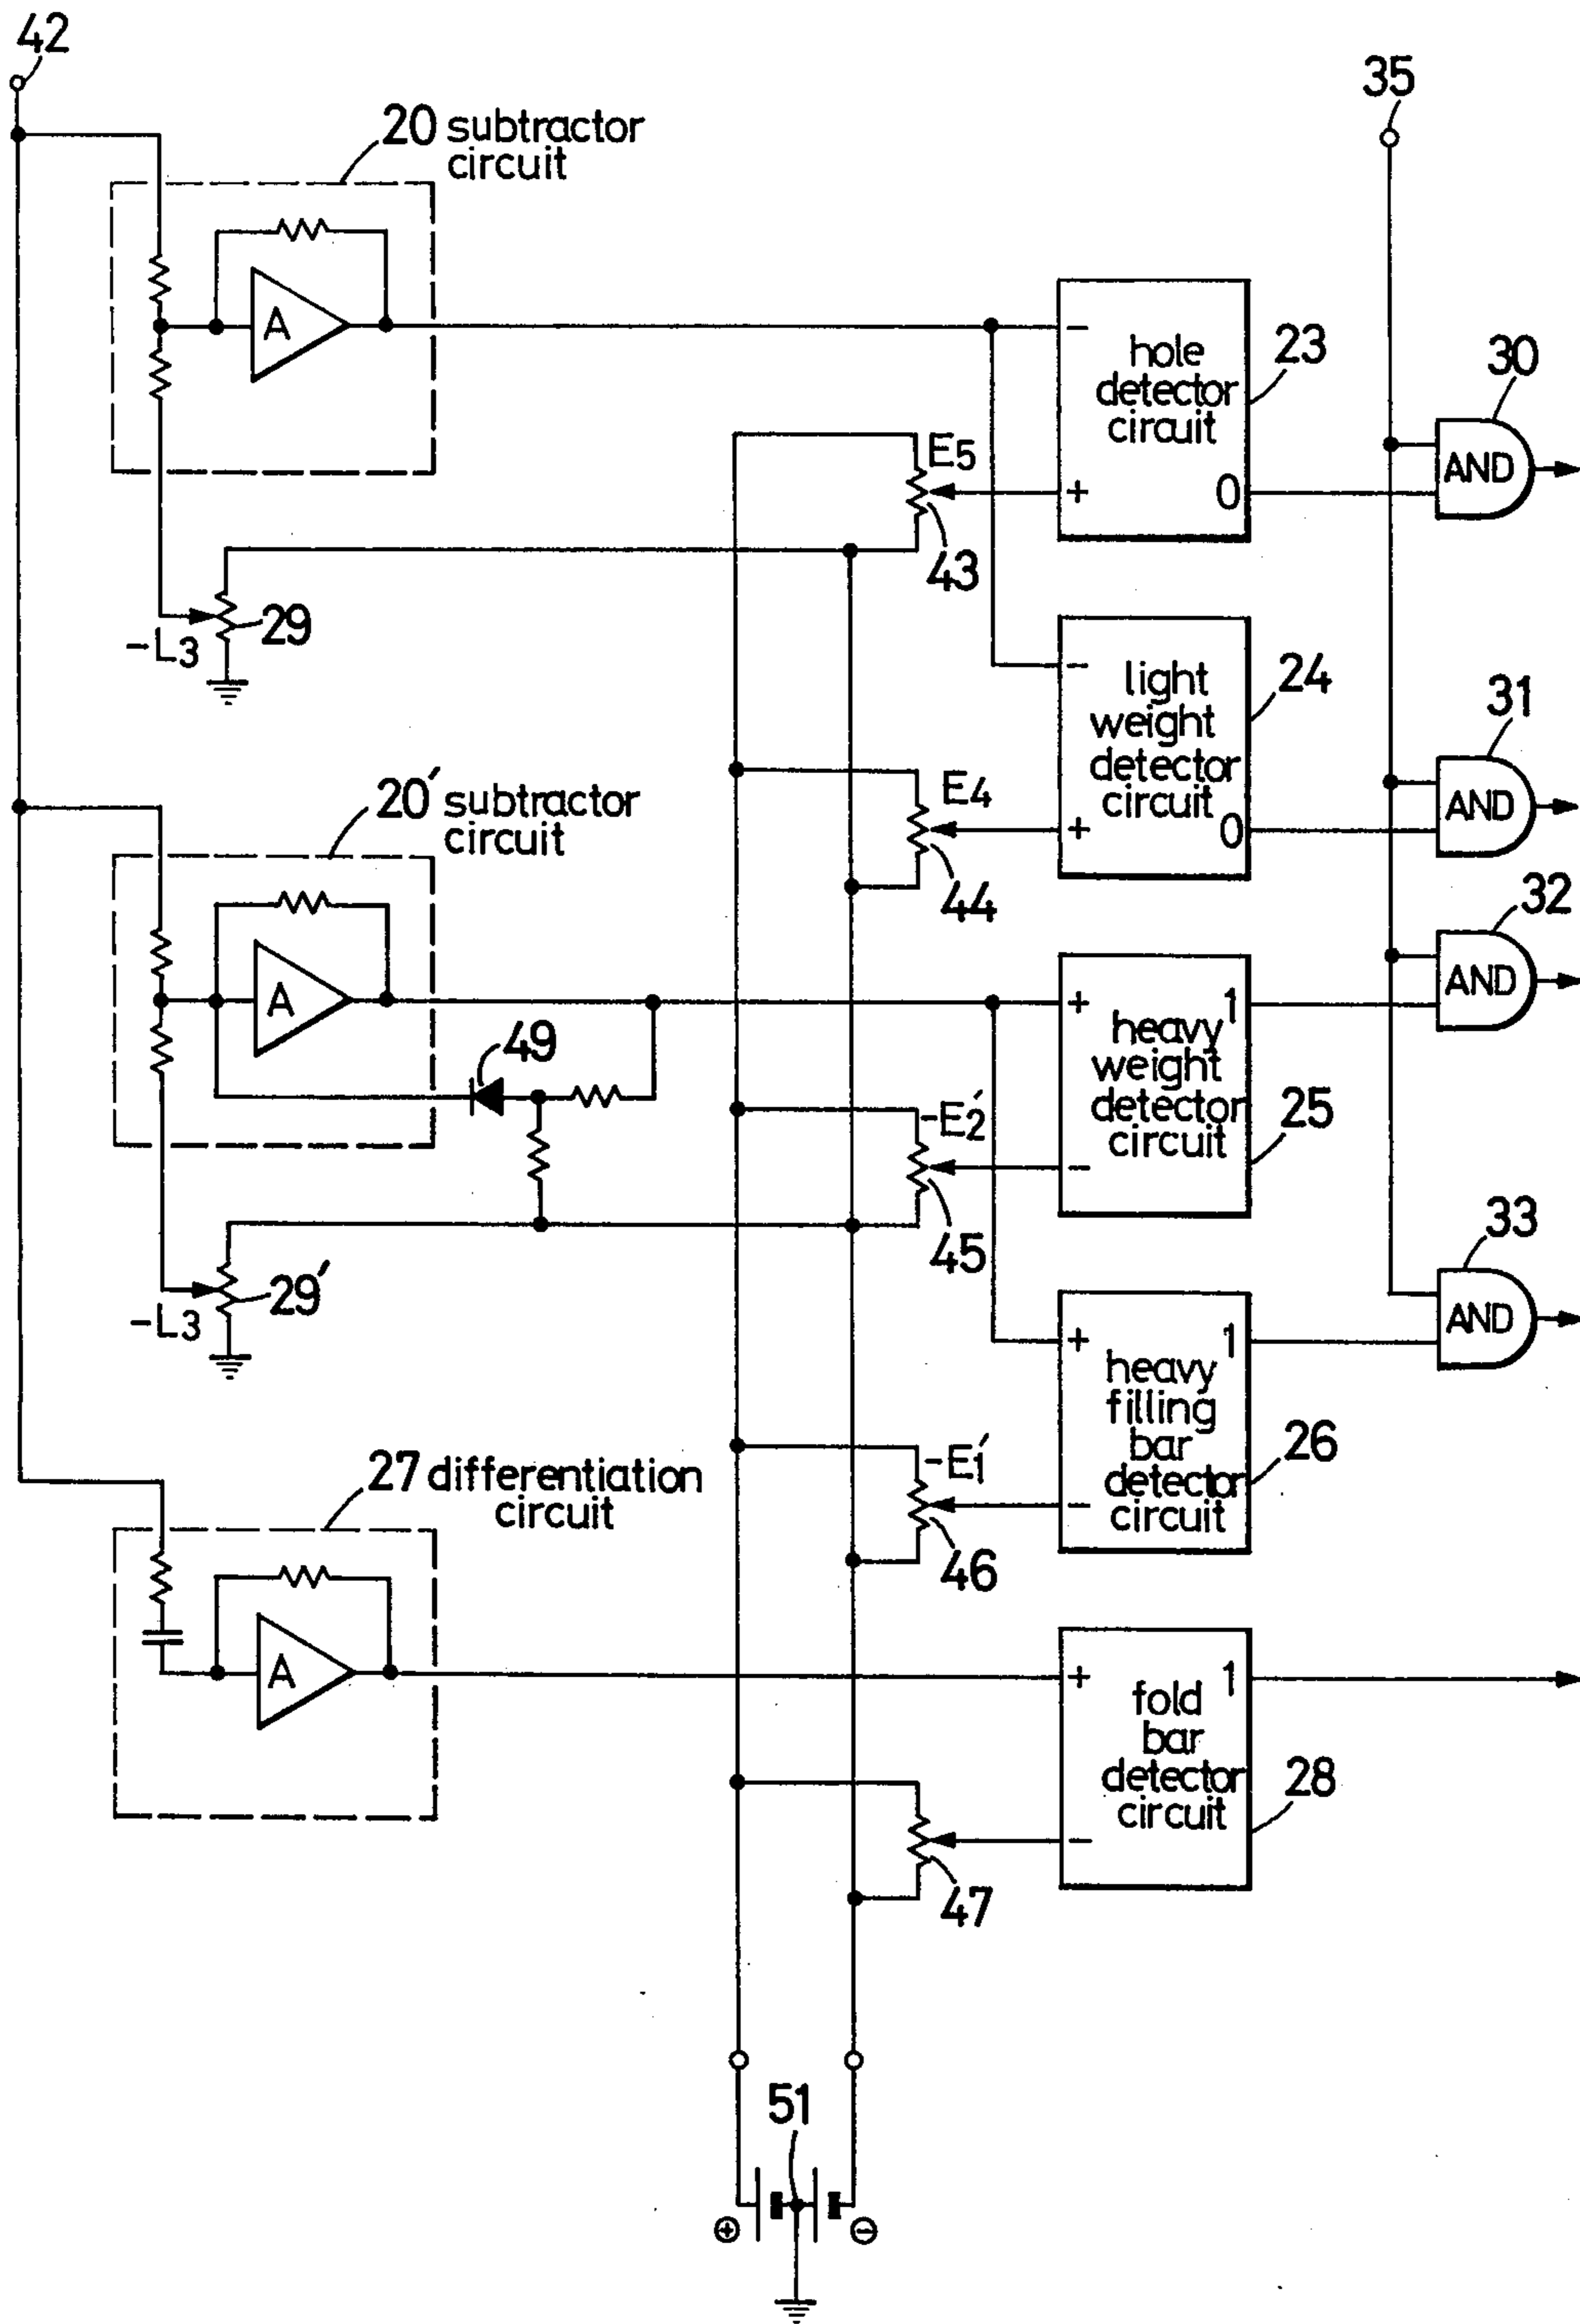 42
35
20 subtractor
circuit
A
hole
detector
circuit
-
+
0
23
30
AND
E5
43
-L3
29
light
weight
detector
circuit
-
+
0
24
31
AND
E4
44
20' subtractor
circuit
A
49
32
AND
heavy
weight
detector
circuit
+
1
-
25
-E2'
45
-L3
29'
33
AND
heavy
filling
bar
detector
circuit
+
1
-
26
-E1'
46
27 differentiation
circuit
A
fold
bar
detector
circuit
+
1
-
28
47
51
+
-